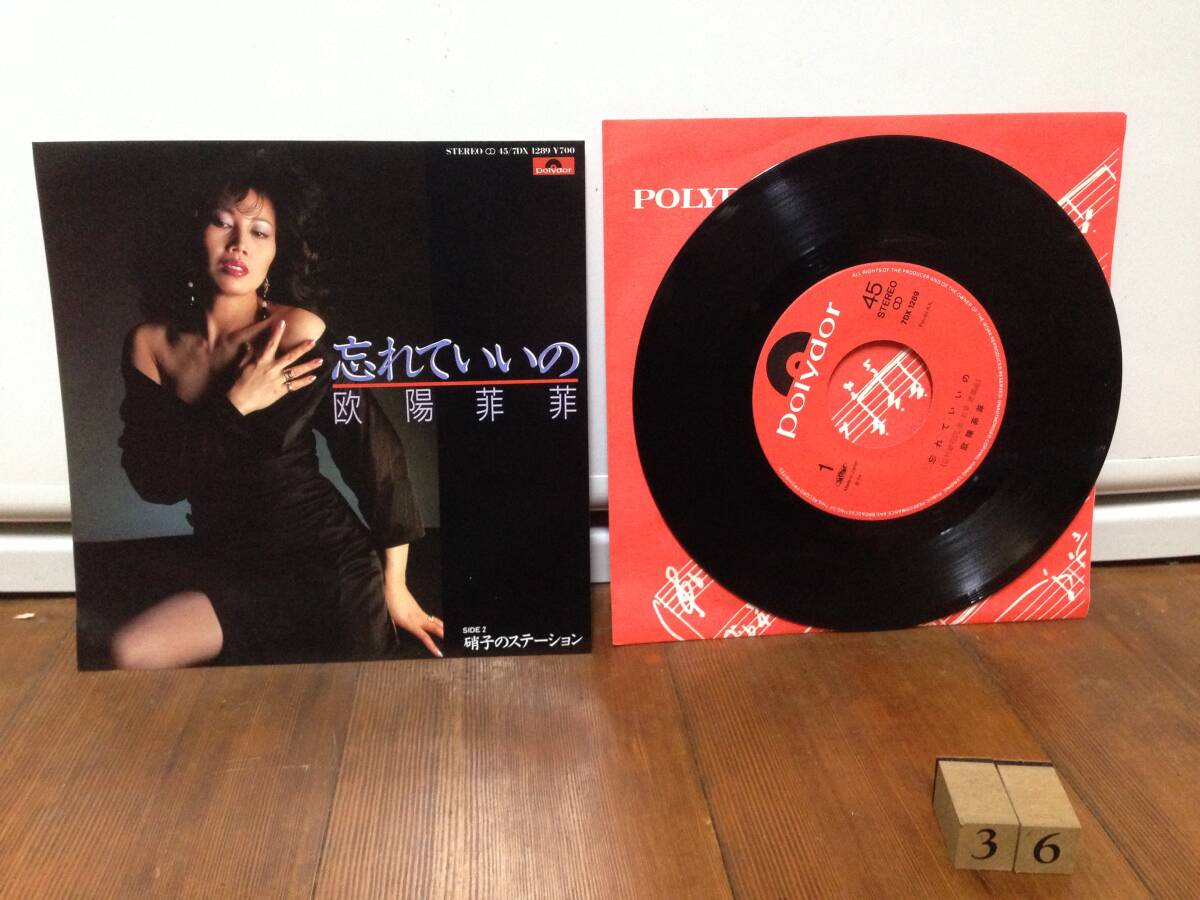 STEREO 45/7DX 1289 ¥700
polydor
忘れていいの
欧陽菲菲
SIDE 2
硝子のステーション
POLYD
45
STEREO
7DX 1289
polydor
1
忘れていいの
欧陽菲菲
3 6